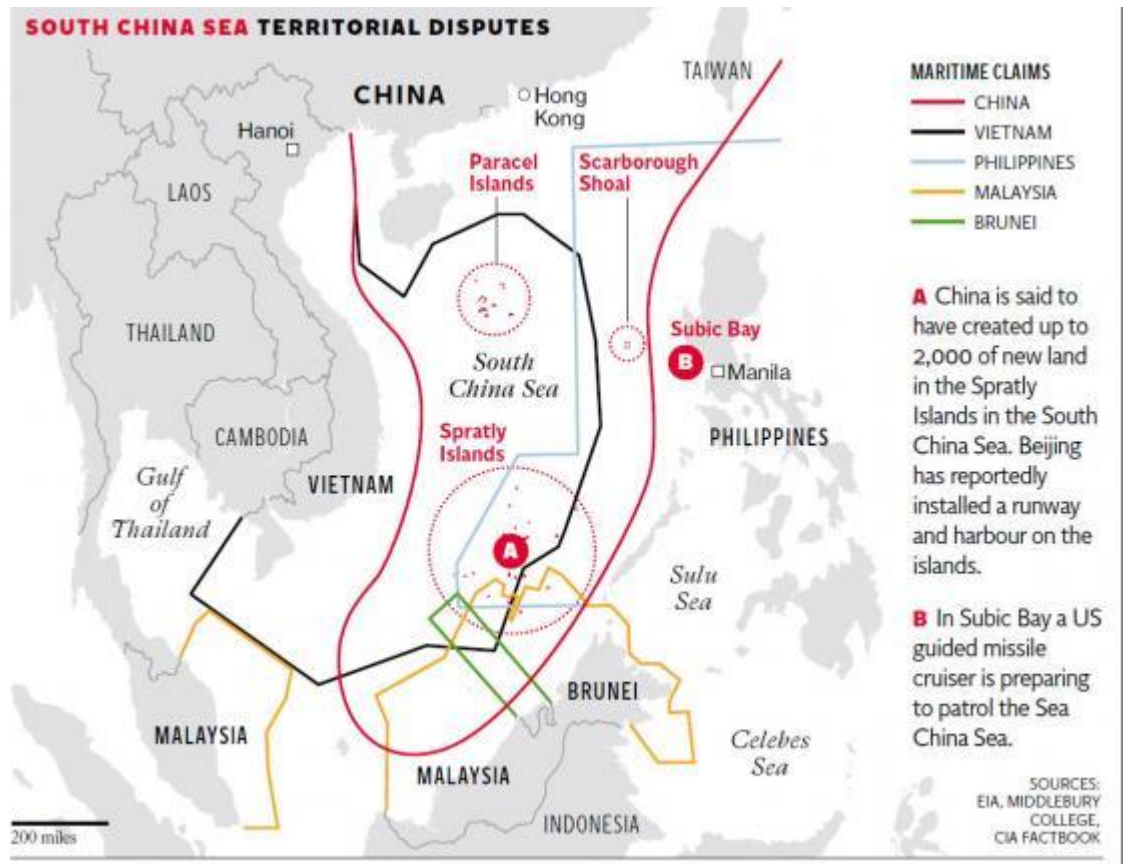 SOUTH CHINA SEA TERRITORIAL DISPUTES
TAIWAN
CHINA
Hong
Kong
Hanoi
Paracel
Islands
Scarborough
Shoal
LAOS
THAILAND
South
China Sea
Subic Bay
B
Manila
Spratly
Islands
CAMBODIA
VIETNAM
PHILIPPINES
Gulf
of
Thailand
A
Sulu
Sea
BRUNEI
MALAYSIA
MALAYSIA
Celebes
Sea
INDONESIA
200 miles
MARITIME CLAIMS
CHINA
VIETNAM
PHILIPPINES
MALAYSIA
BRUNEI
A China is said to
have created up to
2,000 of new land
in the Spratly
Islands in the South
China Sea. Beijing
has reportedly
installed a runway
and harbour on the
islands.
B In Subic Bay a US
guided missile
cruiser is preparing
to patrol the Sea
China Sea.
SOURCES:
EIA, MIDDLEBURY
COLLEGE,
CIA FACTBOOK